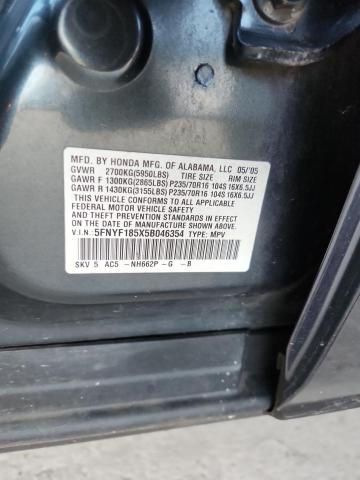 MFD. BY HONDA MFG. OF ALABAMA, LLC 05/'05
GVWR 2700KG(5950LBS) TIRE SIZE RIM SIZE
GAWR F 1300KG(2865LBS) P235/70R16 104S 16X6.5JJ
GAWR R 1430KG(3155LBS) P235/70R16 104S 16X6.5JJ
THIS VEHICLE CONFORMS TO ALL APPLICABLE
FEDERAL MOTOR VEHICLE SAFETY STANDARDS IN EFFECT
ON THE DATE OF MANUFACTURE SHOWN ABOVE.
V.I.N.: 5FNYF185X5B046354 TYPE: MPV
SKV 5 AC5 -NH662P -G -B